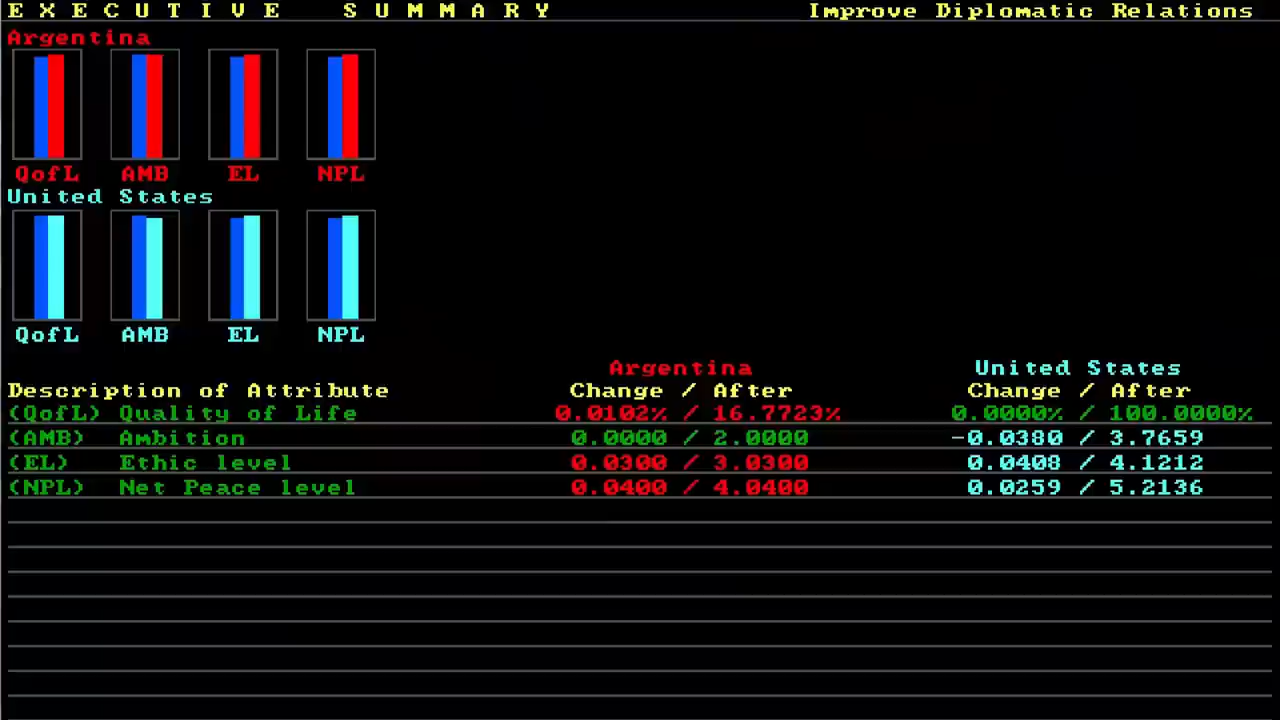 EXECUTIVE SUMMARY Improve Diplomatic Relations
Argentina
QofL AMB EL NPL
United States
QofL AMB EL NPL
Argentina United States
Description of Attribute Change / After Change / After
(QofL) Quality of Life 0.0102% / 16.7723% 0.0000% / 100.0000%
(AMB) Ambition 0.0000 / 2.0000 -0.0380 / 3.7659
(EL) Ethic level 0.0300 / 3.0300 0.0408 / 4.1212
(NPL) Net Peace level 0.0400 / 4.0400 0.0259 / 5.2136